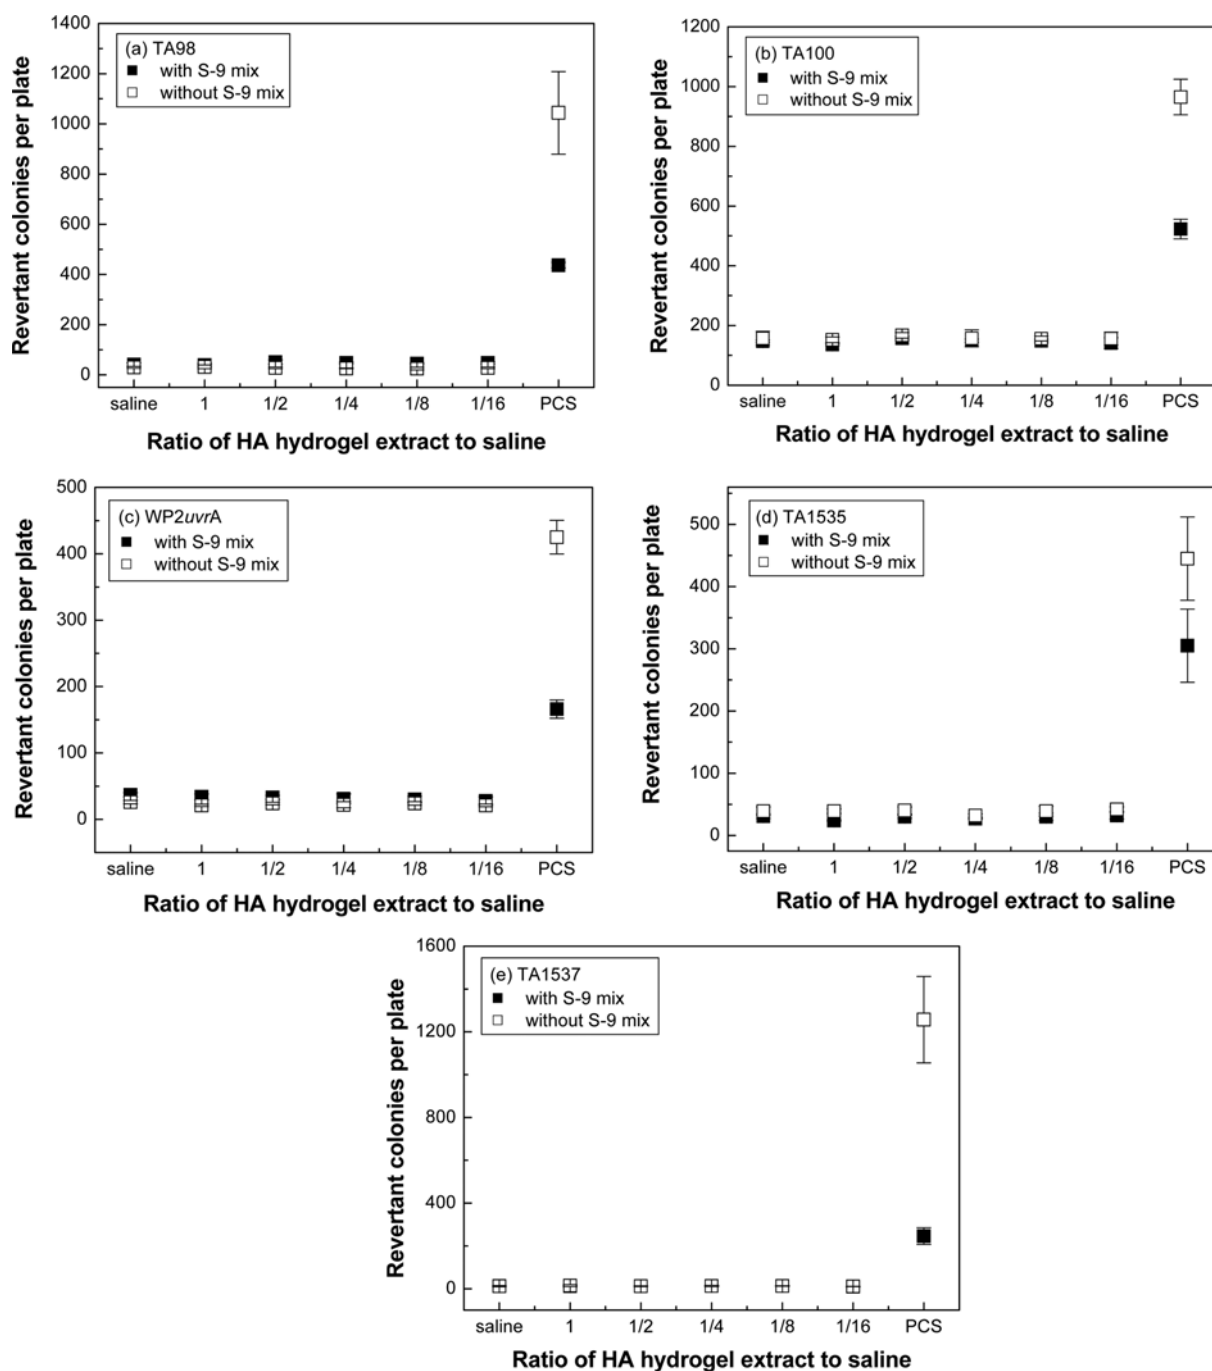 (a) TA98
with S-9 mix
without S-9 mix
Revertant colonies per plate
1400
1200
1000
800
600
400
200
0
saline 1 1/2 1/4 1/8 1/16 PCS
Ratio of HA hydrogel extract to saline
(b) TA100
with S-9 mix
without S-9 mix
Revertant colonies per plate
1200
1000
800
600
400
200
0
saline 1 1/2 1/4 1/8 1/16 PCS
Ratio of HA hydrogel extract to saline
(c) WP2uvrA
with S-9 mix
without S-9 mix
Revertant colonies per plate
500
400
300
200
100
0
saline 1 1/2 1/4 1/8 1/16 PCS
Ratio of HA hydrogel extract to saline
(d) TA1535
with S-9 mix
without S-9 mix
Revertant colonies per plate
500
400
300
200
100
0
saline 1 1/2 1/4 1/8 1/16 PCS
Ratio of HA hydrogel extract to saline
(e) TA1537
with S-9 mix
without S-9 mix
Revertant colonies per plate
1600
1200
800
400
0
saline 1 1/2 1/4 1/8 1/16 PCS
Ratio of HA hydrogel extract to saline